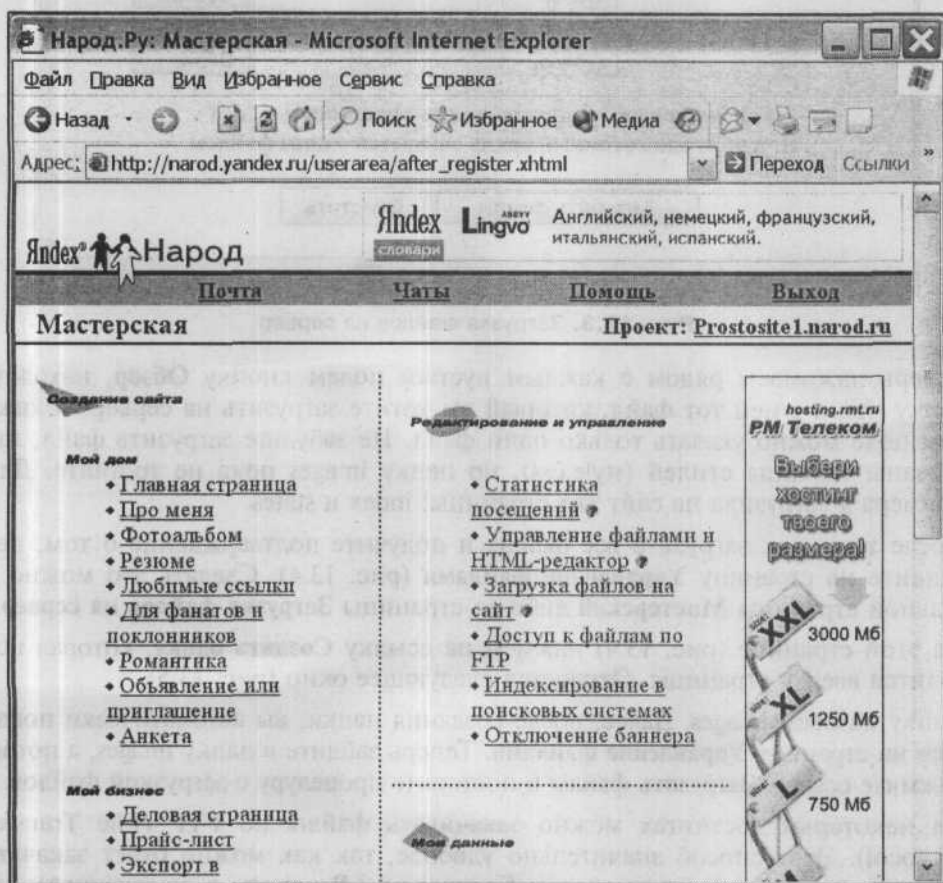 Народ.Ру: Мастерская - Microsoft Internet Explorer
Файл Правка Вид Избранное Сервис Справка
Назад Поиск Избранное Медиа
Адрес: http://narod.yandex.ru/userarea/after_register.xhtml Переход Ссылки »
Яndex Народ
Яndex словари ABBYY Lingvo Английский, немецкий, французский,
итальянский, испанский.
Почта Чаты Помощь Выход
Мастерская Проект: Prostosite1.narod.ru
Создание сайта
Мой дом
• Главная страница
• Про меня
• Фотоальбом
• Резюме
• Любимые ссылки
• Для фанатов и
поклонников
• Романтика
• Объявление или
приглашение
• Анкета
Мой бизнес
• Деловая страница
• Прайс-лист
• Экспорт в
Редактирование и управление
• Статистика
посещений
• Управление файлами и
HTML-редактор
• Загрузка файлов на
сайт
• Доступ к файлам по
FTP
• Индексирование в
поисковых системах
• Отключение баннера
Мои данные
hosting.rmt.ru
РМ Телеком
Выбери
хостинг
твоего
размера!
XXL
3000 Мб
XL
1250 Мб
750 Мб